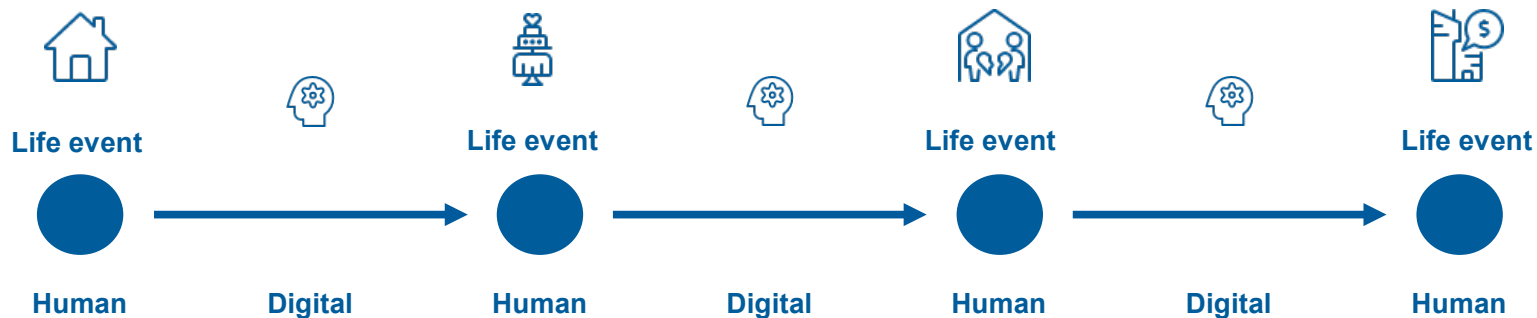 $
Life event
Life event
Life event
Life event
Human
Digital
Human
Digital
Human
Digital
Human